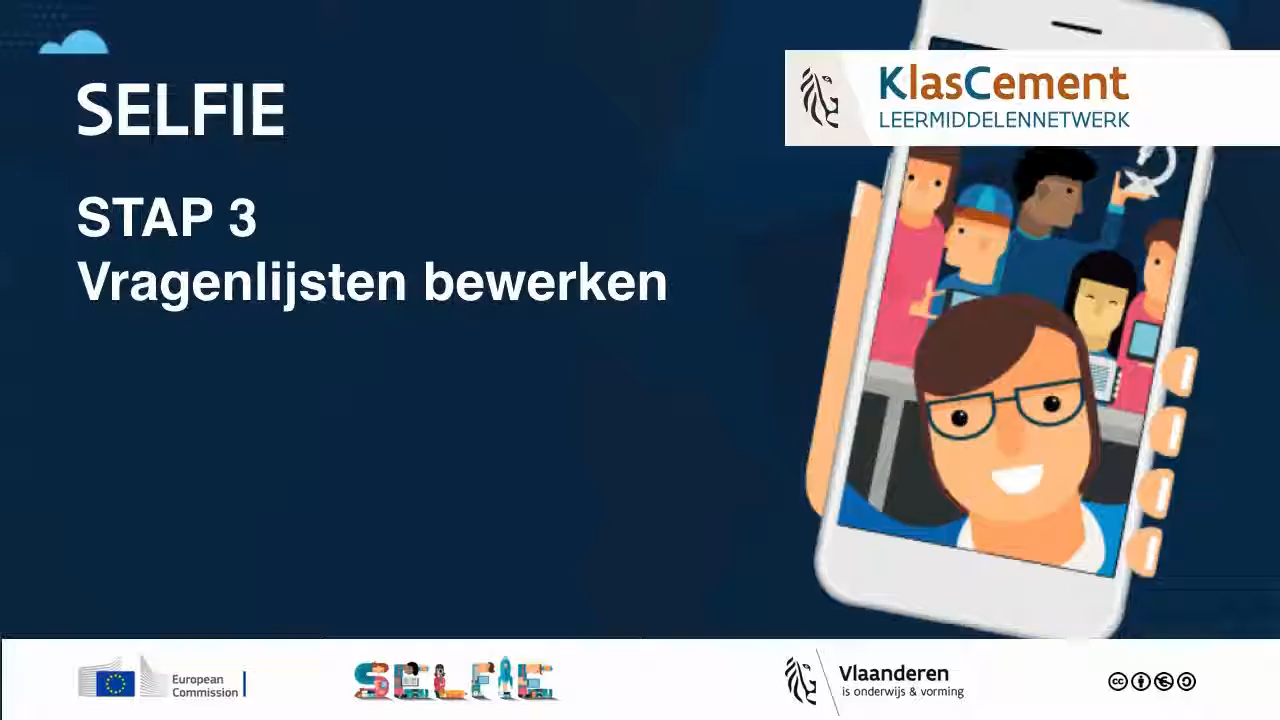 SELFIE
KlasCement
LEERMIDDELENNETWERK
STAP 3
Vragenlijsten bewerken
European
Commission
SELFIE
Vlaanderen
is onderwijs & vorming